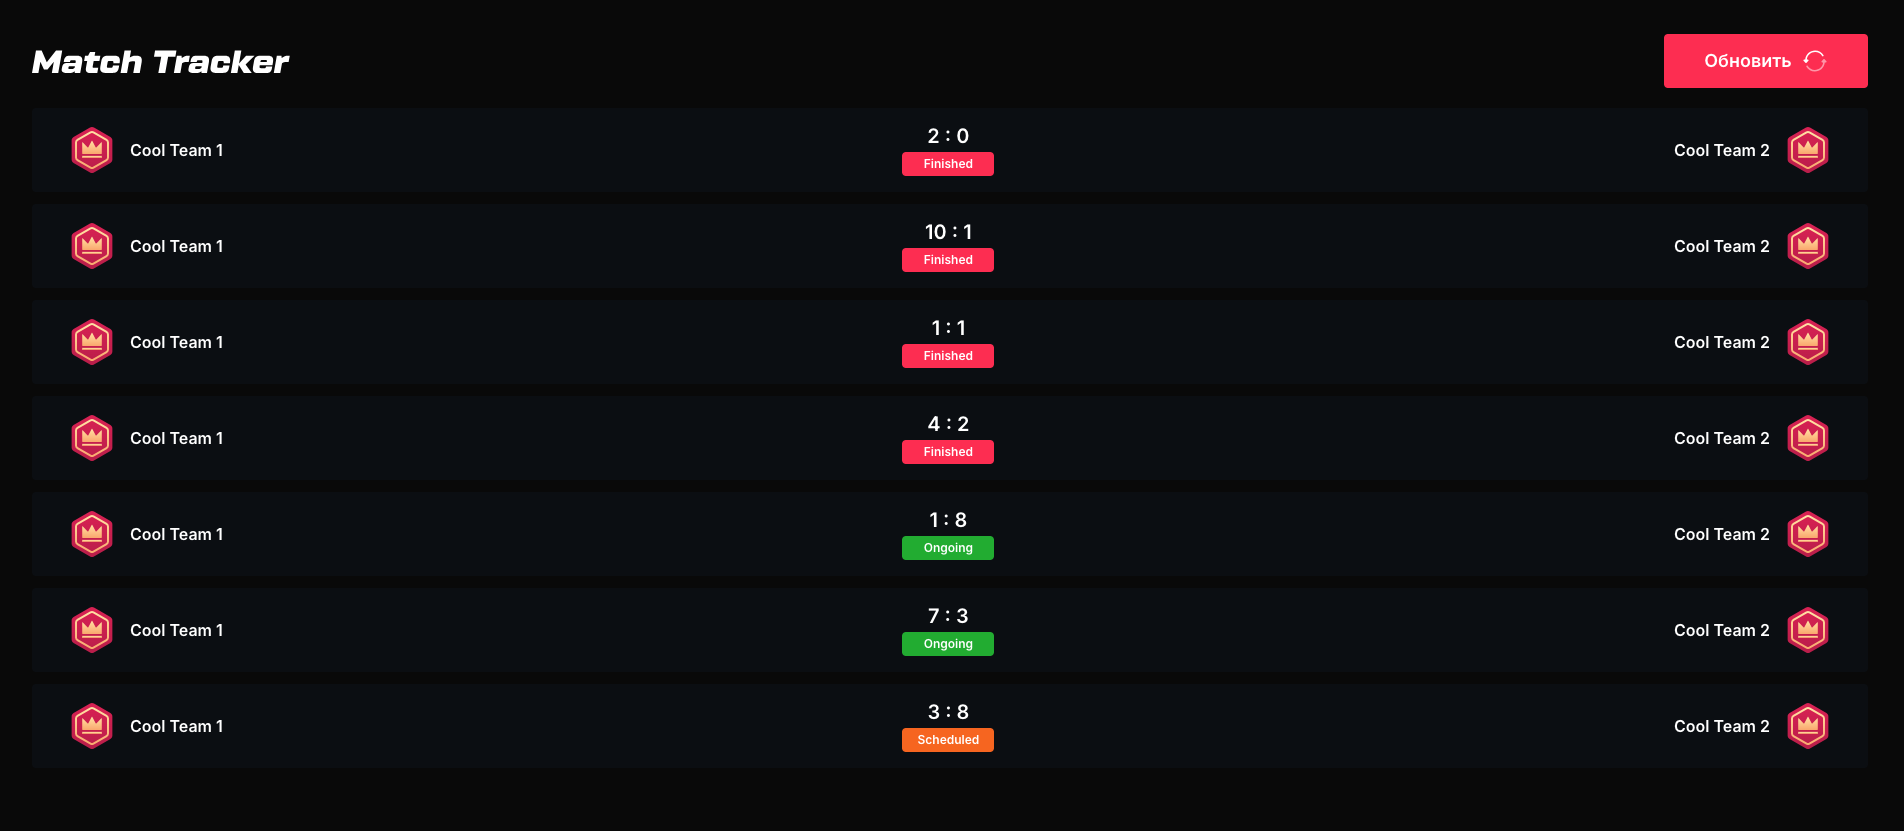 Match Tracker
Обновить
Cool Team 1
2 : 0
Finished
Cool Team 2
Cool Team 1
10 : 1
Finished
Cool Team 2
Cool Team 1
1 : 1
Finished
Cool Team 2
Cool Team 1
4 : 2
Finished
Cool Team 2
Cool Team 1
1 : 8
Ongoing
Cool Team 2
Cool Team 1
7 : 3
Ongoing
Cool Team 2
Cool Team 1
3 : 8
Scheduled
Cool Team 2